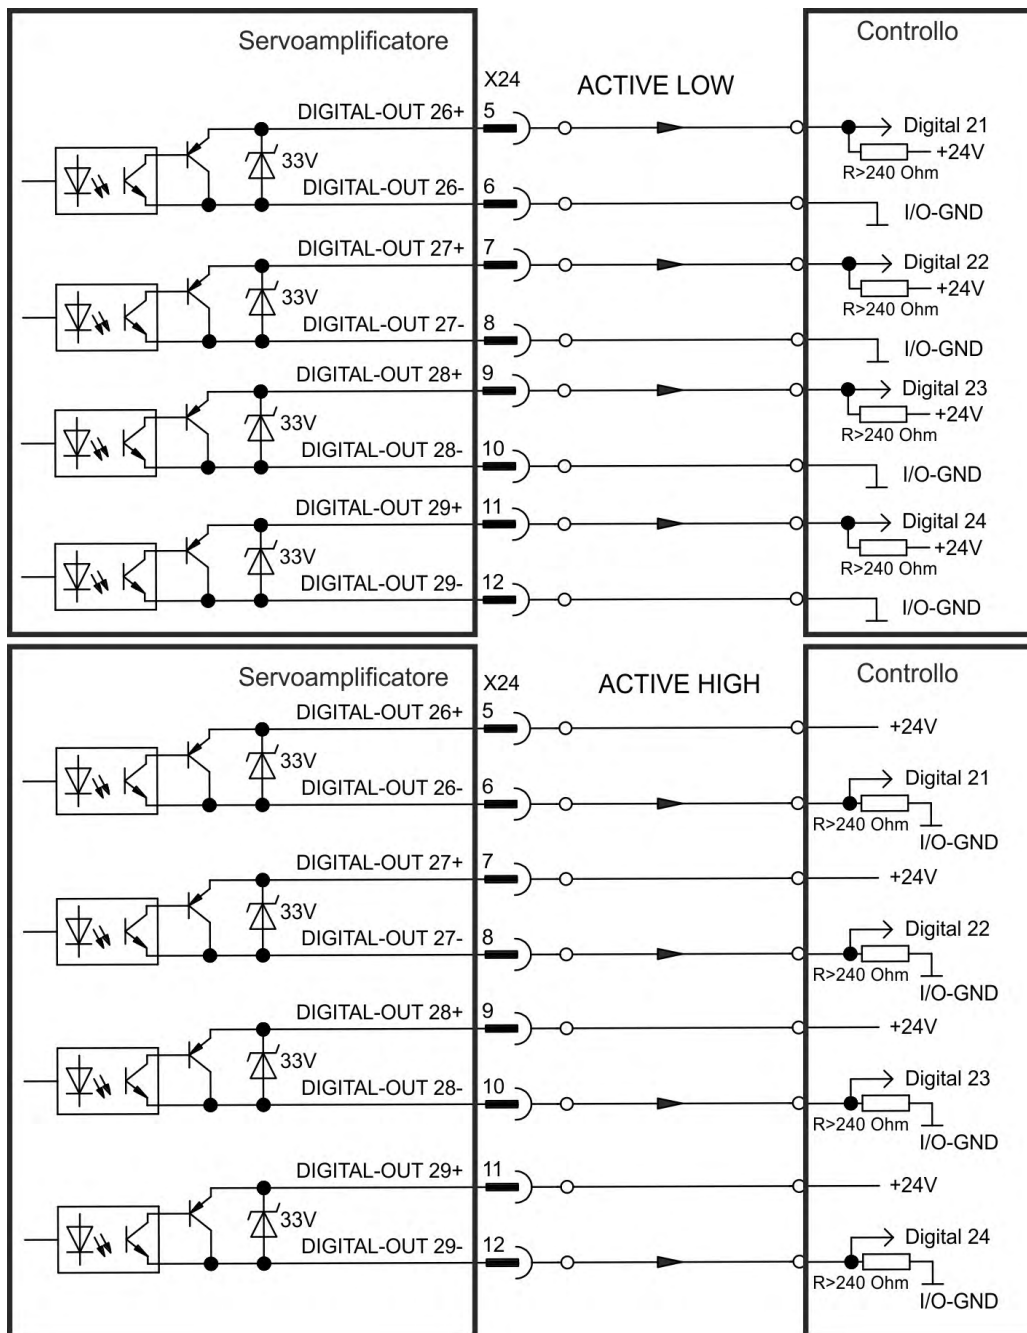 Servoamplificatore
Controllo
X24
ACTIVE LOW
DIGITAL-OUT 26+
5
Digital 21
33V
+24V
R>240 Ohm
DIGITAL-OUT 26-
6
I/O-GND
DIGITAL-OUT 27+
7
Digital 22
33V
+24V
R>240 Ohm
DIGITAL-OUT 27-
8
I/O-GND
DIGITAL-OUT 28+
9
Digital 23
33V
+24V
R>240 Ohm
DIGITAL-OUT 28-
10
I/O-GND
DIGITAL-OUT 29+
11
Digital 24
33V
+24V
R>240 Ohm
DIGITAL-OUT 29-
12
I/O-GND
Servoamplificatore
Controllo
X24
ACTIVE HIGH
DIGITAL-OUT 26+
5
+24V
33V
DIGITAL-OUT 26-
6
Digital 21
R>240 Ohm
I/O-GND
DIGITAL-OUT 27+
7
+24V
33V
DIGITAL-OUT 27-
8
Digital 22
R>240 Ohm
I/O-GND
DIGITAL-OUT 28+
9
+24V
33V
DIGITAL-OUT 28-
10
Digital 23
R>240 Ohm
I/O-GND
DIGITAL-OUT 29+
11
+24V
33V
DIGITAL-OUT 29-
12
Digital 24
R>240 Ohm
I/O-GND